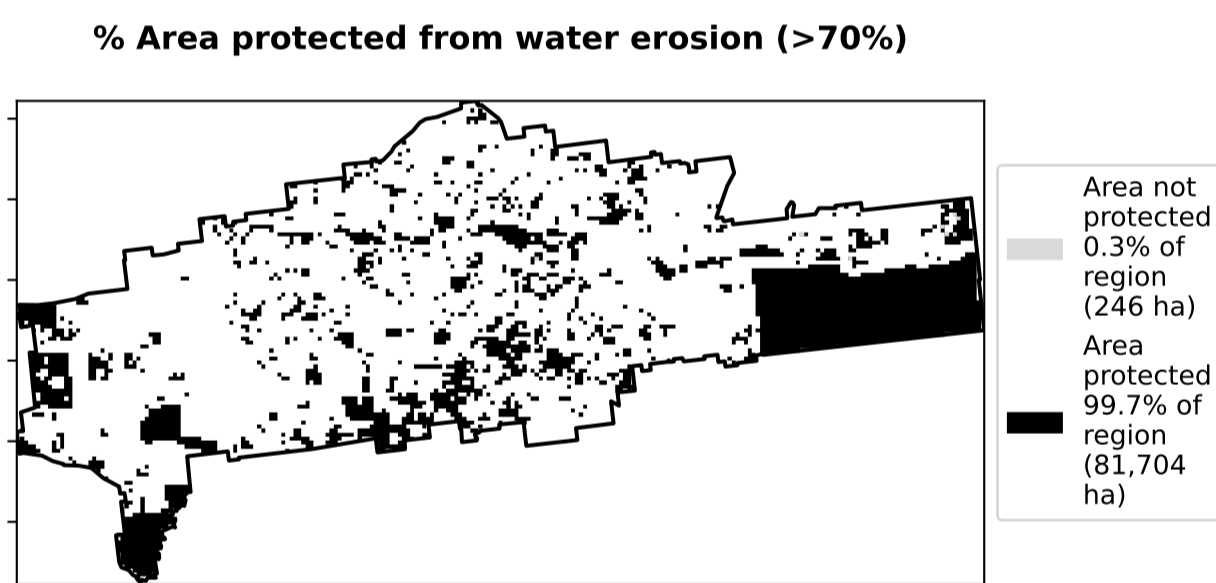 % Area protected from water erosion (>70%)
Area not
protected
0.3% of
region
(246 ha)
Area
protected
99.7% of
region
(81,704
ha)